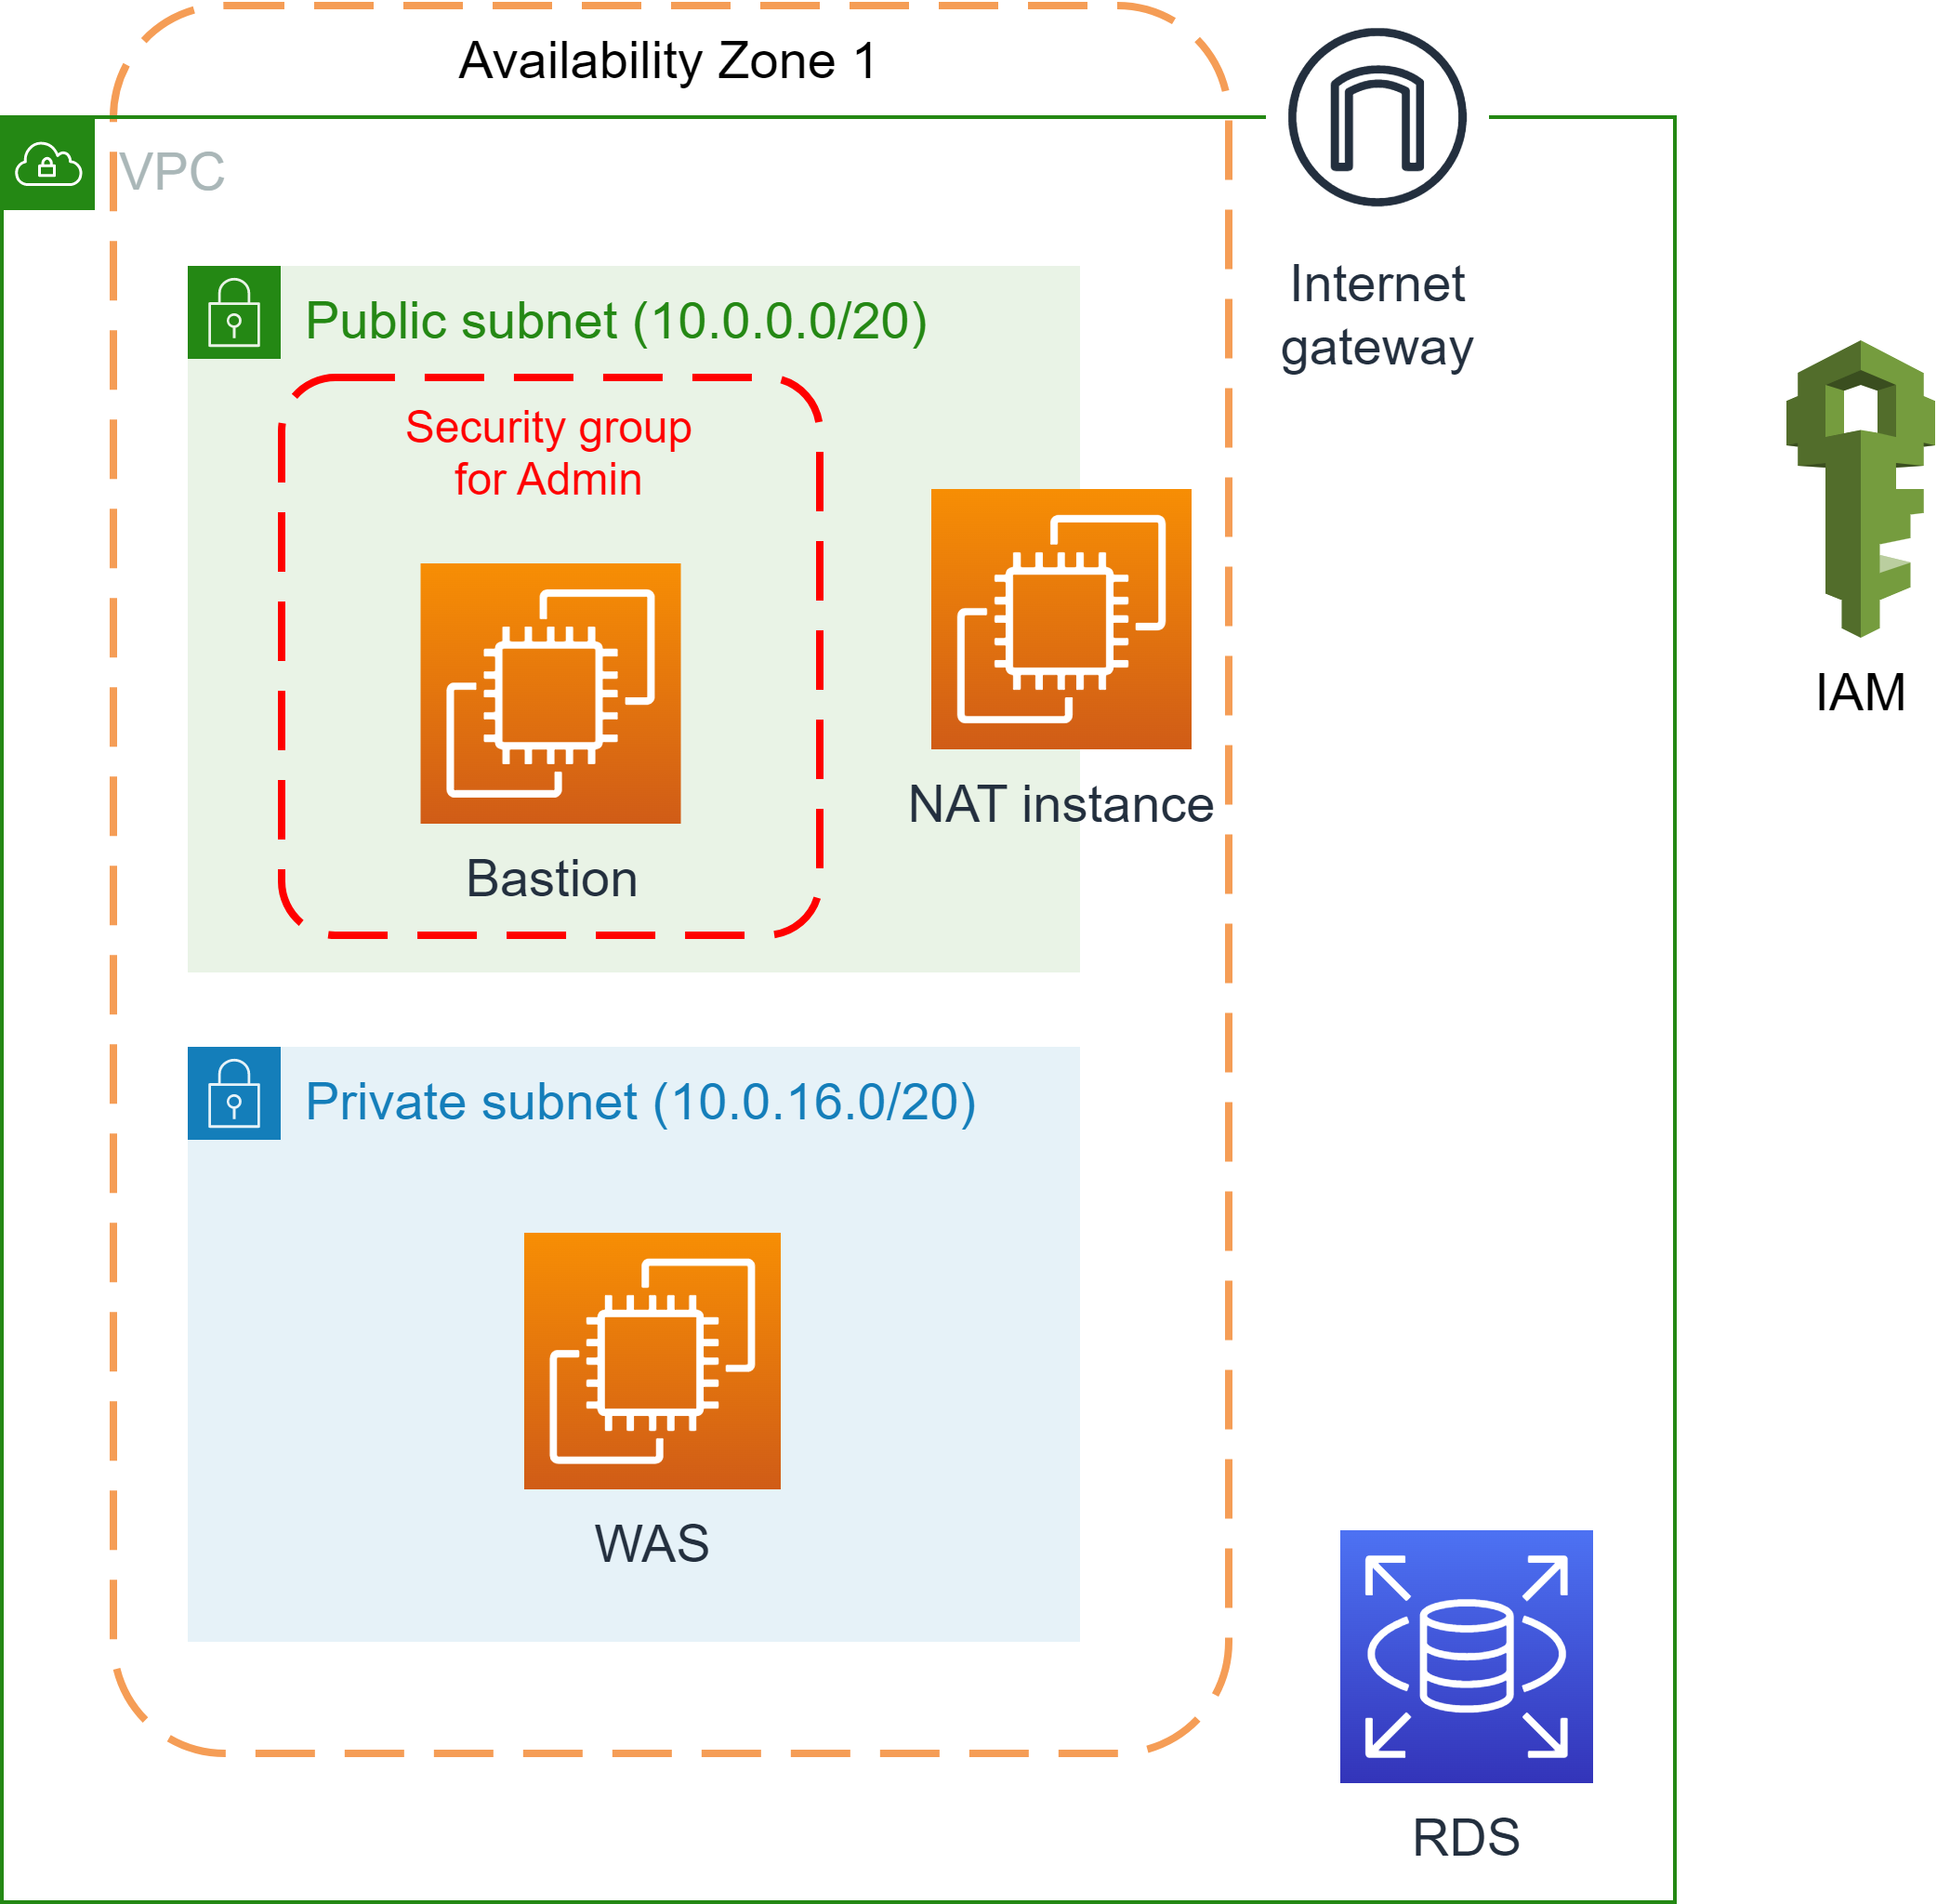 Availability Zone 1
VPC
Public subnet (10.0.0.0/20)
Internet
gateway
Security group
for Admin
IAM
NAT instance
Bastion
Private subnet (10.0.16.0/20)
WAS
RDS